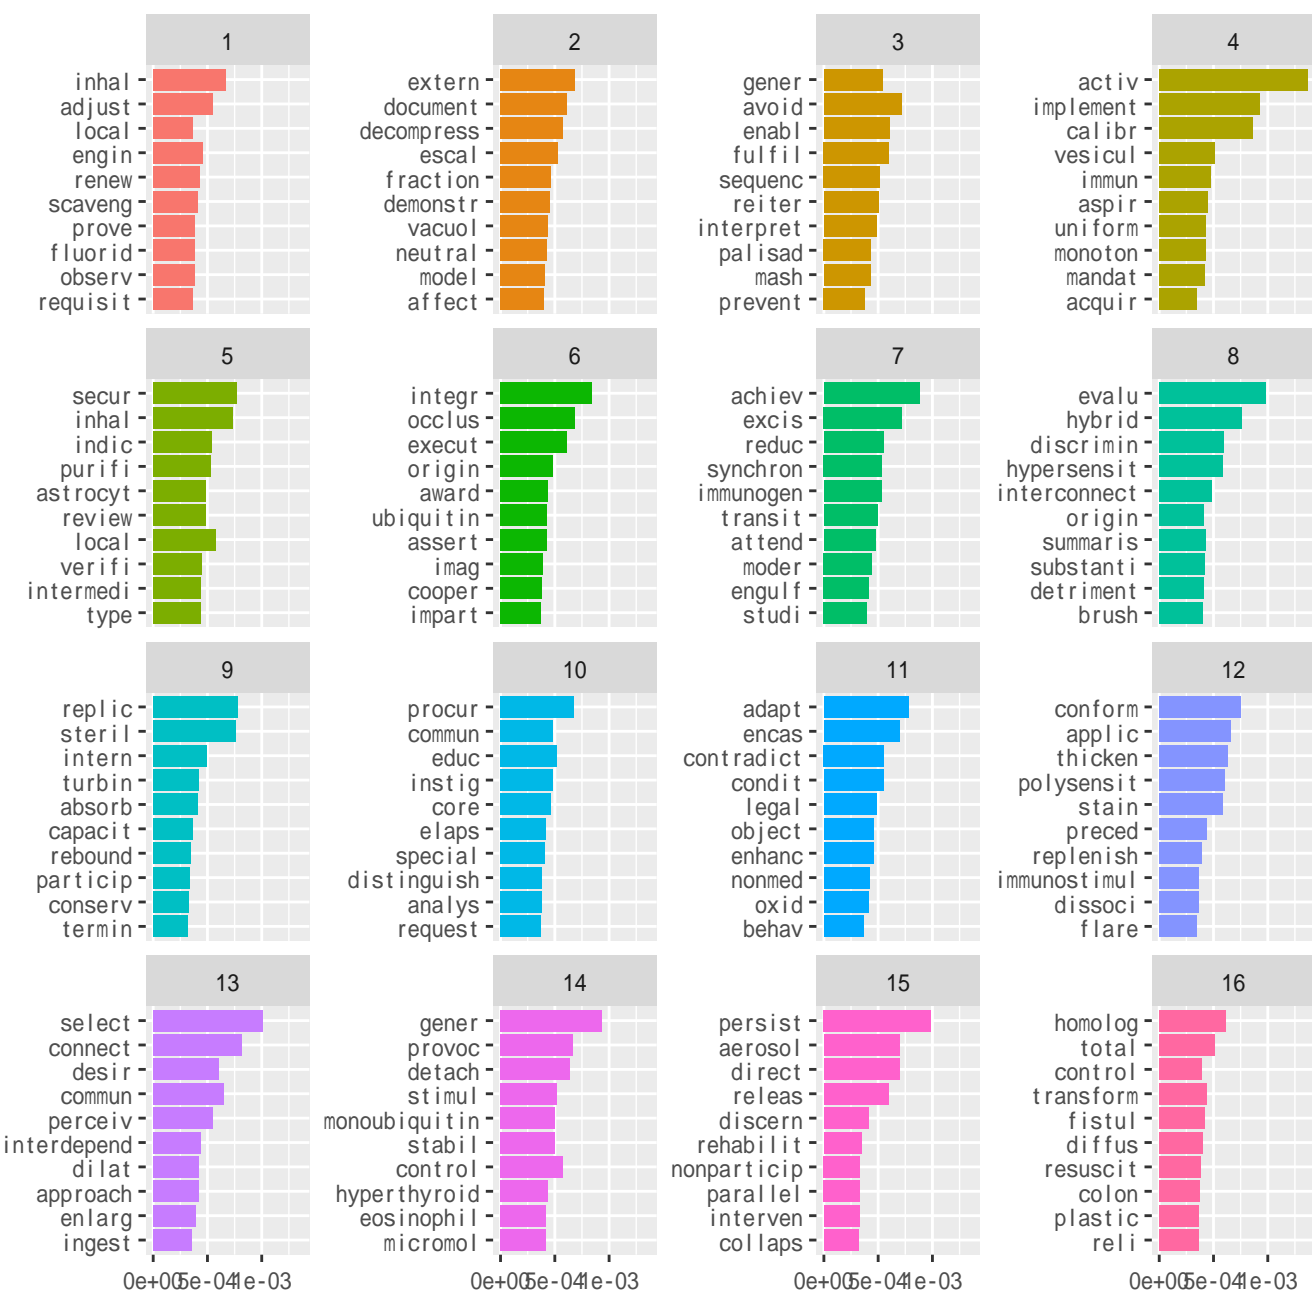 1 2 3 4
inhal extern gener activ
adjust document avoid implement
local decompress enabl calibr
engin escal fulfil vesicul
renew fraction sequenc immun
scaveng demonstr reiter aspir
prove vacuol interpret uniform
fluorid neutral palisad monoton
observ model mash mandat
requisit affect prevent acquir
5 6 7 8
secur integr achiev evalu
inhal occlus excis hybrid
indic execut reduc discrimin
purifi origin synchron hypersensit
astrocyt award immunogen interconnect
review ubiquitin transit origin
local assert attend summaris
verifi imag moder substanti
intermedi cooper engulf detriment
type impart studi brush
9 10 11 12
replic procur adapt conform
steril commun encas applic
intern educ contradict thicken
turbin instig condit polysensit
absorb core legal stain
capacit elaps object preced
rebound special enhanc replenish
particip distinguish nonmed immunostimul
conserv analys oxid dissoci
termin request behav flare
13 14 15 16
select gener persist homolog
connect provoc aerosol total
desir detach direct control
commun stimul releas transform
perceiv monoubiquitin discern fistul
interdepend stabil rehabilit diffus
dilat control nonparticip resuscit
approach hyperthyroid parallel colon
enlarg eosinophil interven plastic
ingest micromol collaps reli
0e+00 5e-04 1e-03 0e+00 5e-04 1e-03 0e+00 5e-04 1e-03 0e+00 5e-04 1e-03